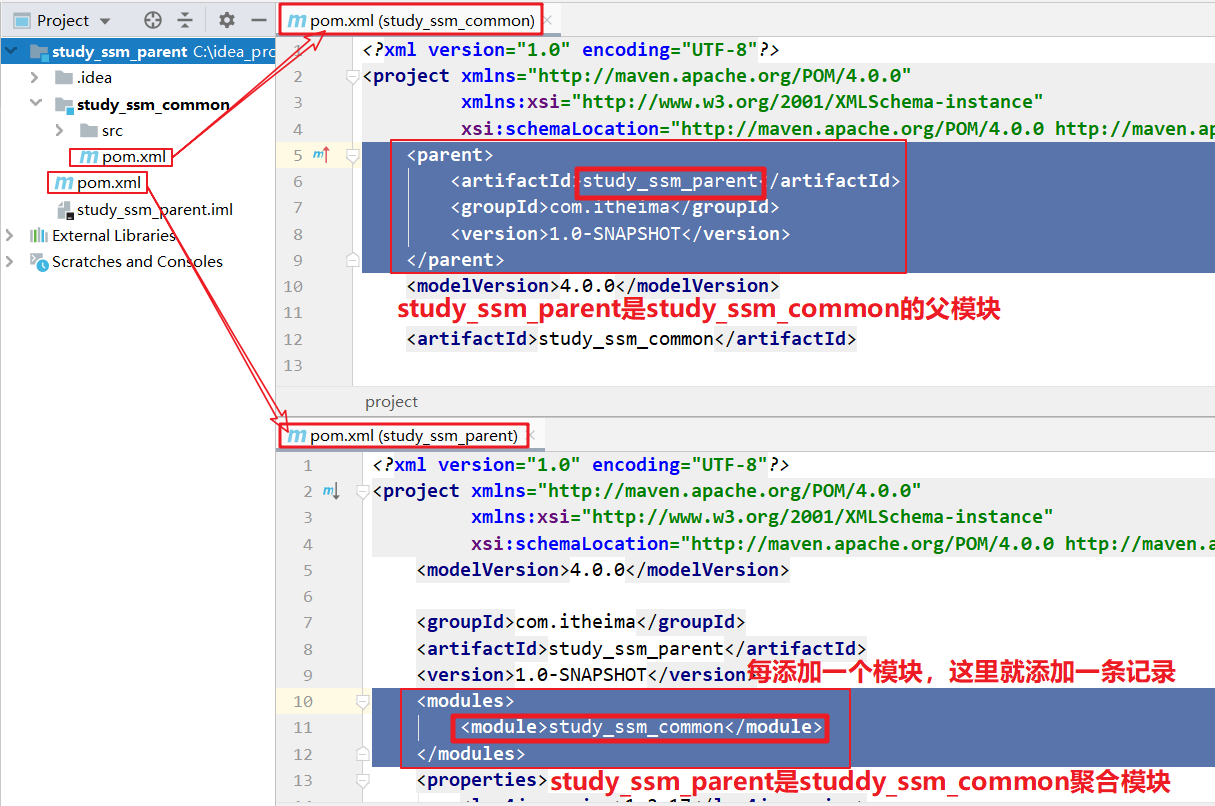 Project
study_ssm_parent C:\idea_pro
.idea
study_ssm_common
src
pom.xml
pom.xml
study_ssm_parent.iml
External Libraries
Scratches and Consoles
pom.xml (study_ssm_common)
1 <?xml version="1.0" encoding="UTF-8"?>
2 <project xmlns="http://maven.apache.org/POM/4.0.0"
3 xmlns:xsi="http://www.w3.org/2001/XMLSchema-instance"
4 xsi:schemaLocation="http://maven.apache.org/POM/4.0.0 http://maven.ap
5 <parent>
6 <artifactId>study_ssm_parent</artifactId>
7 <groupId>com.itheima</groupId>
8 <version>1.0-SNAPSHOT</version>
9 </parent>
10 <modelVersion>4.0.0</modelVersion>
11 study_ssm_parent是study_ssm_common的父模块
12 <artifactId>study_ssm_common</artifactId>
13
project
pom.xml (study_ssm_parent)
1 <?xml version="1.0" encoding="UTF-8"?>
2 <project xmlns="http://maven.apache.org/POM/4.0.0"
3 xmlns:xsi="http://www.w3.org/2001/XMLSchema-instance"
4 xsi:schemaLocation="http://maven.apache.org/POM/4.0.0 http://maven.a
5 <modelVersion>4.0.0</modelVersion>
6
7 <groupId>com.itheima</groupId>
8 <artifactId>study_ssm_parent</artifactId>
9 <version>1.0-SNAPSHOT</version>
每添加一个模块，这里就添加一条记录
10 <modules>
11 <module>study_ssm_common</module>
12 </modules>
13 <properties>
study_ssm_parent是studdy_ssm_common聚合模块